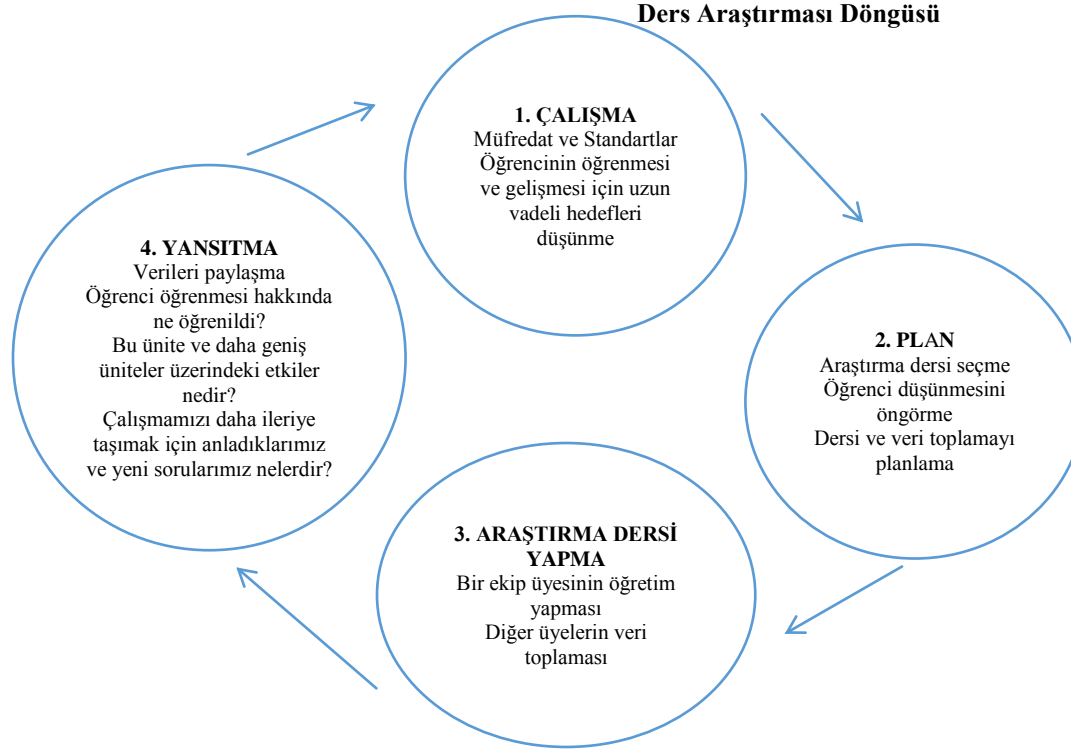 Ders Araştırması Döngüsü
1. ÇALIŞMA
Müfredat ve Standartlar
Öğrencinin öğrenmesi
ve gelişmesi için uzun
vadeli hedefleri
düşünme
2. PLAN
Araştırma dersi seçme
Öğrenci düşünmesini
öngörme
Dersi ve veri toplamayı
planlama
3. ARAŞTIRMA DERSİ
YAPMA
Bir ekip üyesinin öğretim
yapması
Diğer üyelerin veri
toplaması
4. YANSITMA
Verileri paylaşma
Öğrenci öğrenmesi hakkında
ne öğrenildi?
Bu ünite ve daha geniş
üniteler üzerindeki etkiler
nedir?
Çalışmamızı daha ileriye
taşımak için anladıklarımız
ve yeni sorularımız nelerdir?